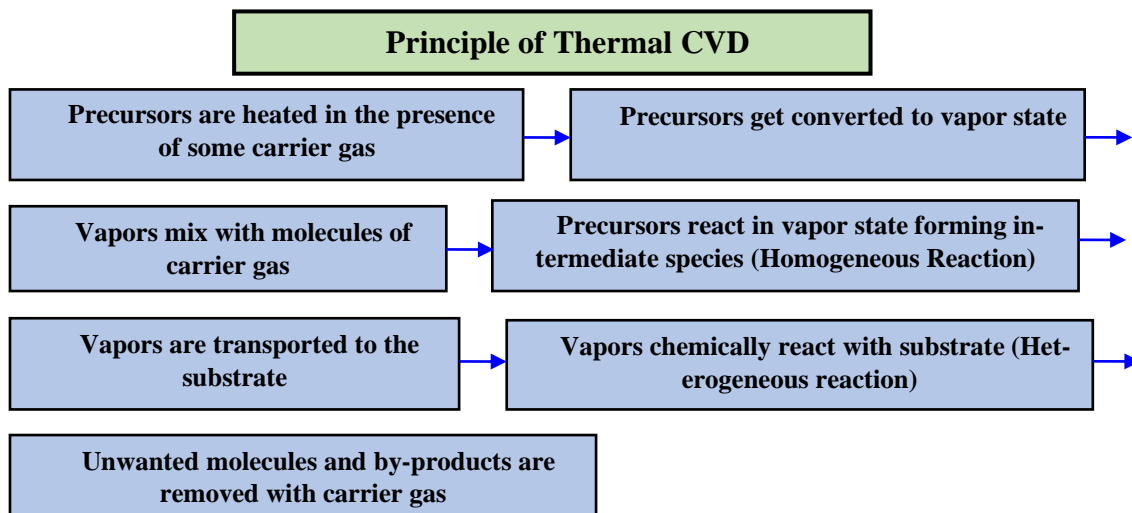 Principle of Thermal CVD
Precursors are heated in the presence
of some carrier gas
Precursors get converted to vapor state
Vapors mix with molecules of
carrier gas
Precursors react in vapor state forming in-
termediate species (Homogeneous Reaction)
Vapors are transported to the
substrate
Vapors chemically react with substrate (Het-
erogeneous reaction)
Unwanted molecules and by-products are
removed with carrier gas